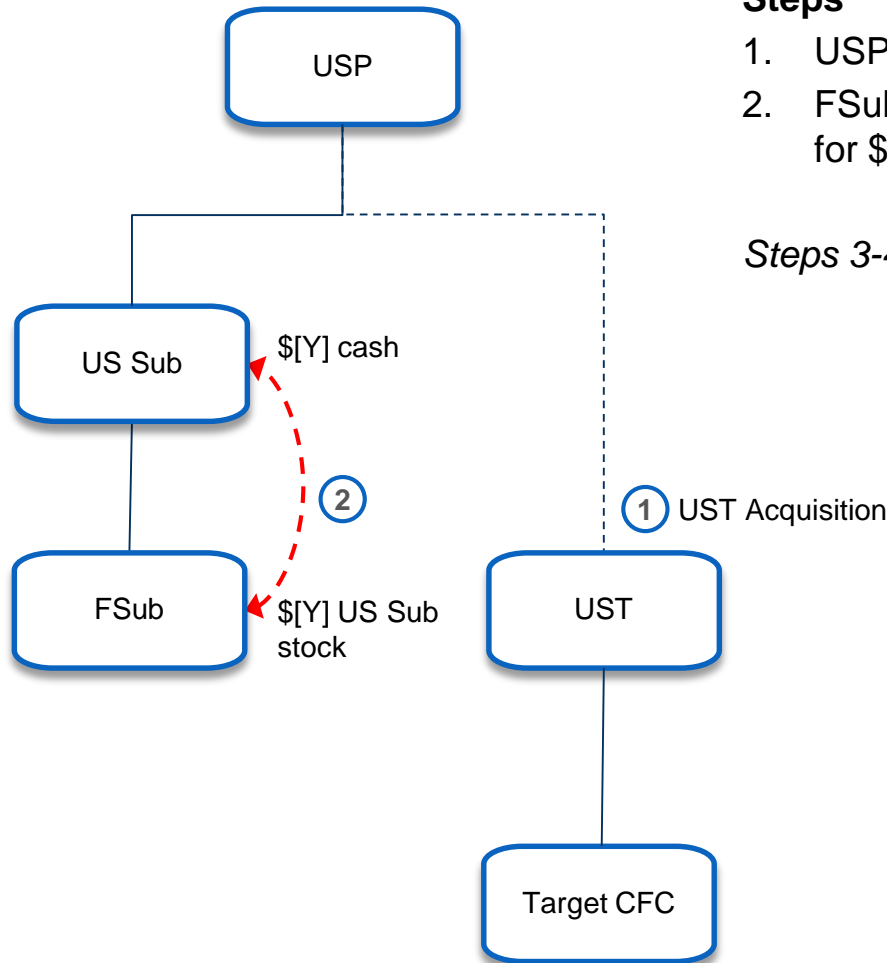 Steps
USP
1. USP
2. FSub
for $
Steps 3-4
US Sub
$[Y] cash
2
1 UST Acquisition
FSub
$[Y] US Sub
stock
UST
Target CFC